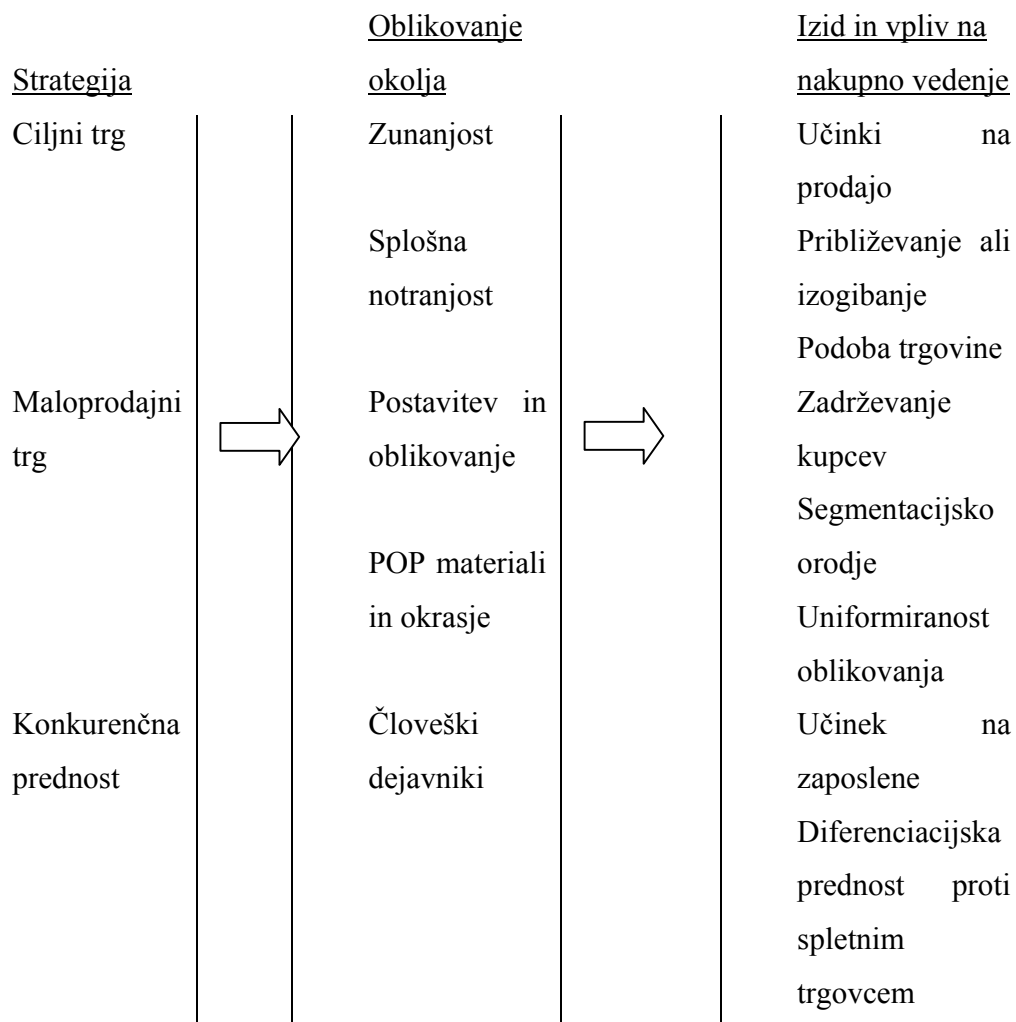 Strategija
Ciljni trg
Maloprodajni
trg
Konkurenčna
prednost
Oblikovanje
okolja
Zunanjost
Splošna
notranjost
Postavitev in
oblikovanje
POP materiali
in okrasje
Človeški
dejavniki
Izid in vpliv na
nakupno vedenje
Učinki na
prodajo
Približevanje ali
izogibanje
Podoba trgovine
Zadrževanje
kupcev
Segmentacijsko
orodje
Uniformiranost
oblikovanja
Učinek na
zaposlene
Diferenciacijska
prednost proti
spletnim
trgovcem